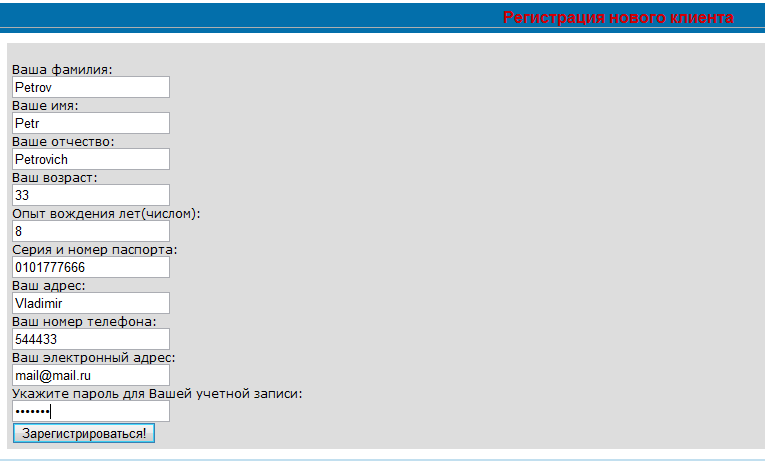 Регистрация нового клиента
Ваша фамилия:
Petrov
Ваше имя:
Petr
Ваше отчество:
Petrovich
Ваш возраст:
33
Опыт вождения лет(числом):
8
Серия и номер паспорта:
0101777666
Ваш адрес:
Vladimir
Ваш номер телефона:
544433
Ваш электронный адрес:
mail@mail.ru
Укажите пароль для Вашей учетной записи:
•••••••
Зарегистрироваться!